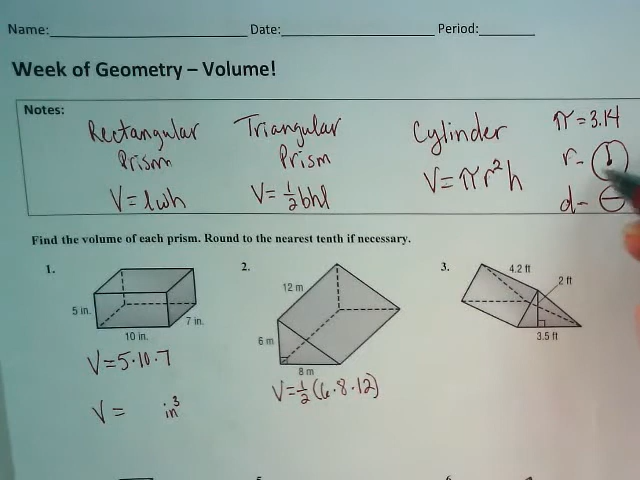 Name: Date: Period:
Week of Geometry – Volume!
Notes:
Rectangular Prism
V = lwh
Triangular Prism
V = ½bhl
Cylinder
V = πr²h
π = 3.14
r-
d-
Find the volume of each prism. Round to the nearest tenth if necessary.
1.
5 in.
7 in.
10 in.
V = 5·10·7
V = in³
2.
12 m
6 m
8 m
V = ½(6·8·12)
3.
4.2 ft
2 ft
3.5 ft